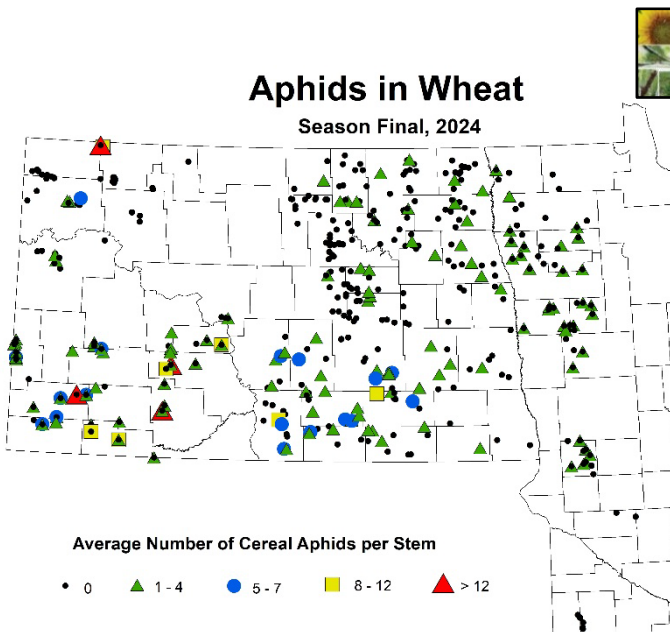 Aphids in Wheat
Season Final, 2024
Average Number of Cereal Aphids per Stem
0 1 - 4 5 - 7 8 - 12 > 12